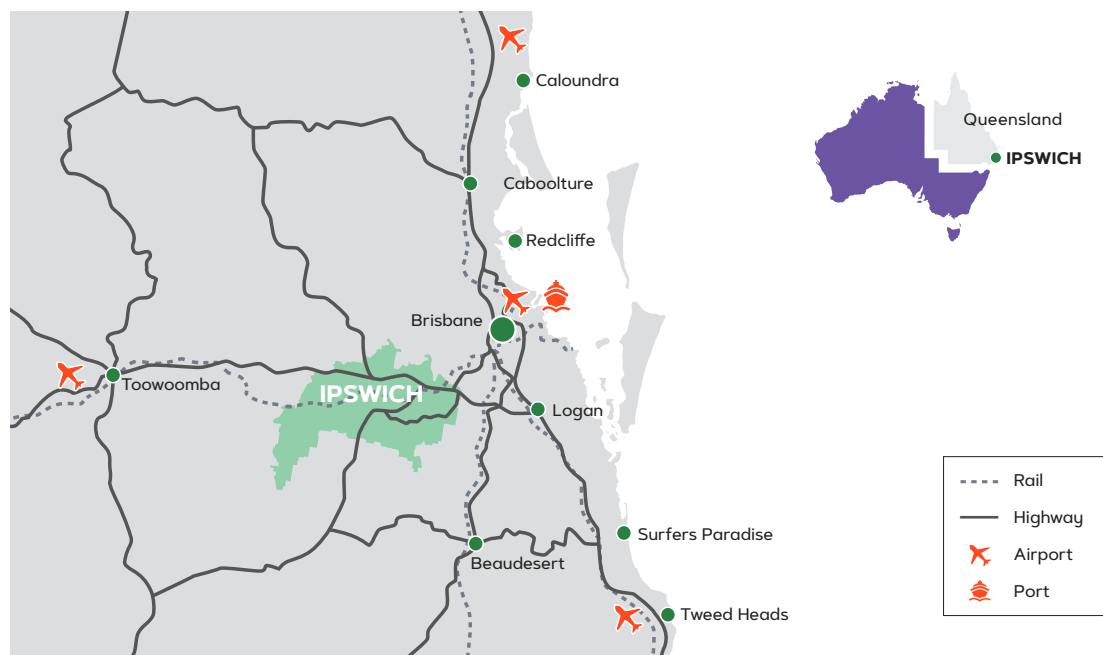 Caloundra
Queensland
IPSWICH
Caboolture
Redcliffe
Brisbane
Toowoomba
IPSWICH
Logan
Rail
Highway
Surfers Paradise
Airport
Beaudesert
Port
Tweed Heads